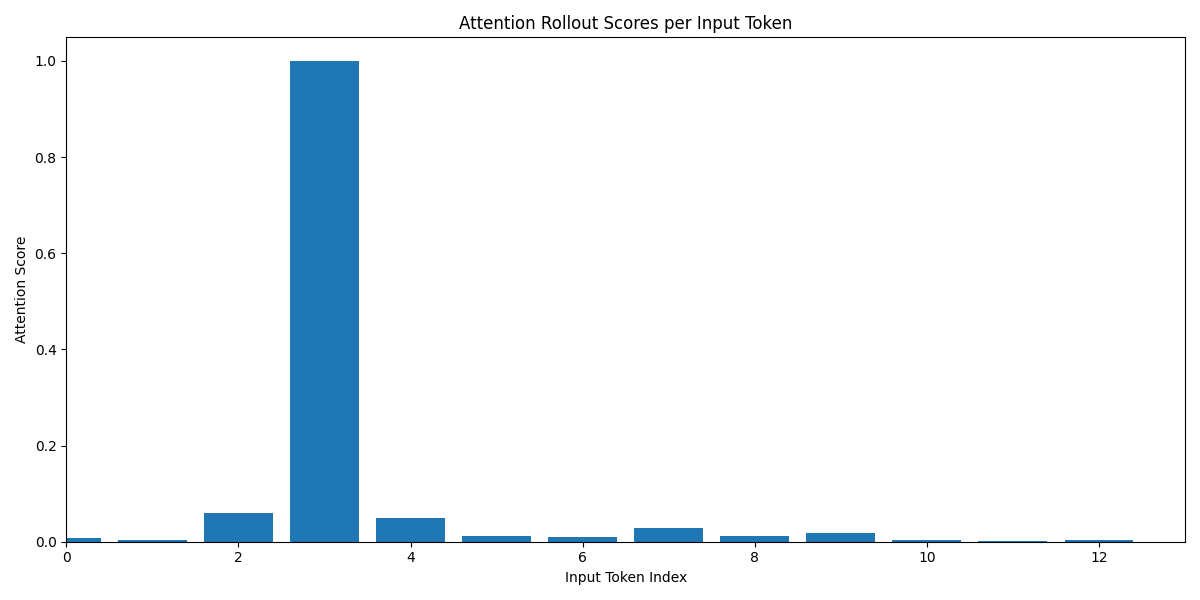 Attention Rollout Scores per Input Token
Attention Score
1.0
0.8
0.6
0.4
0.2
0.0
0 2 4 6 8 10 12
Input Token Index